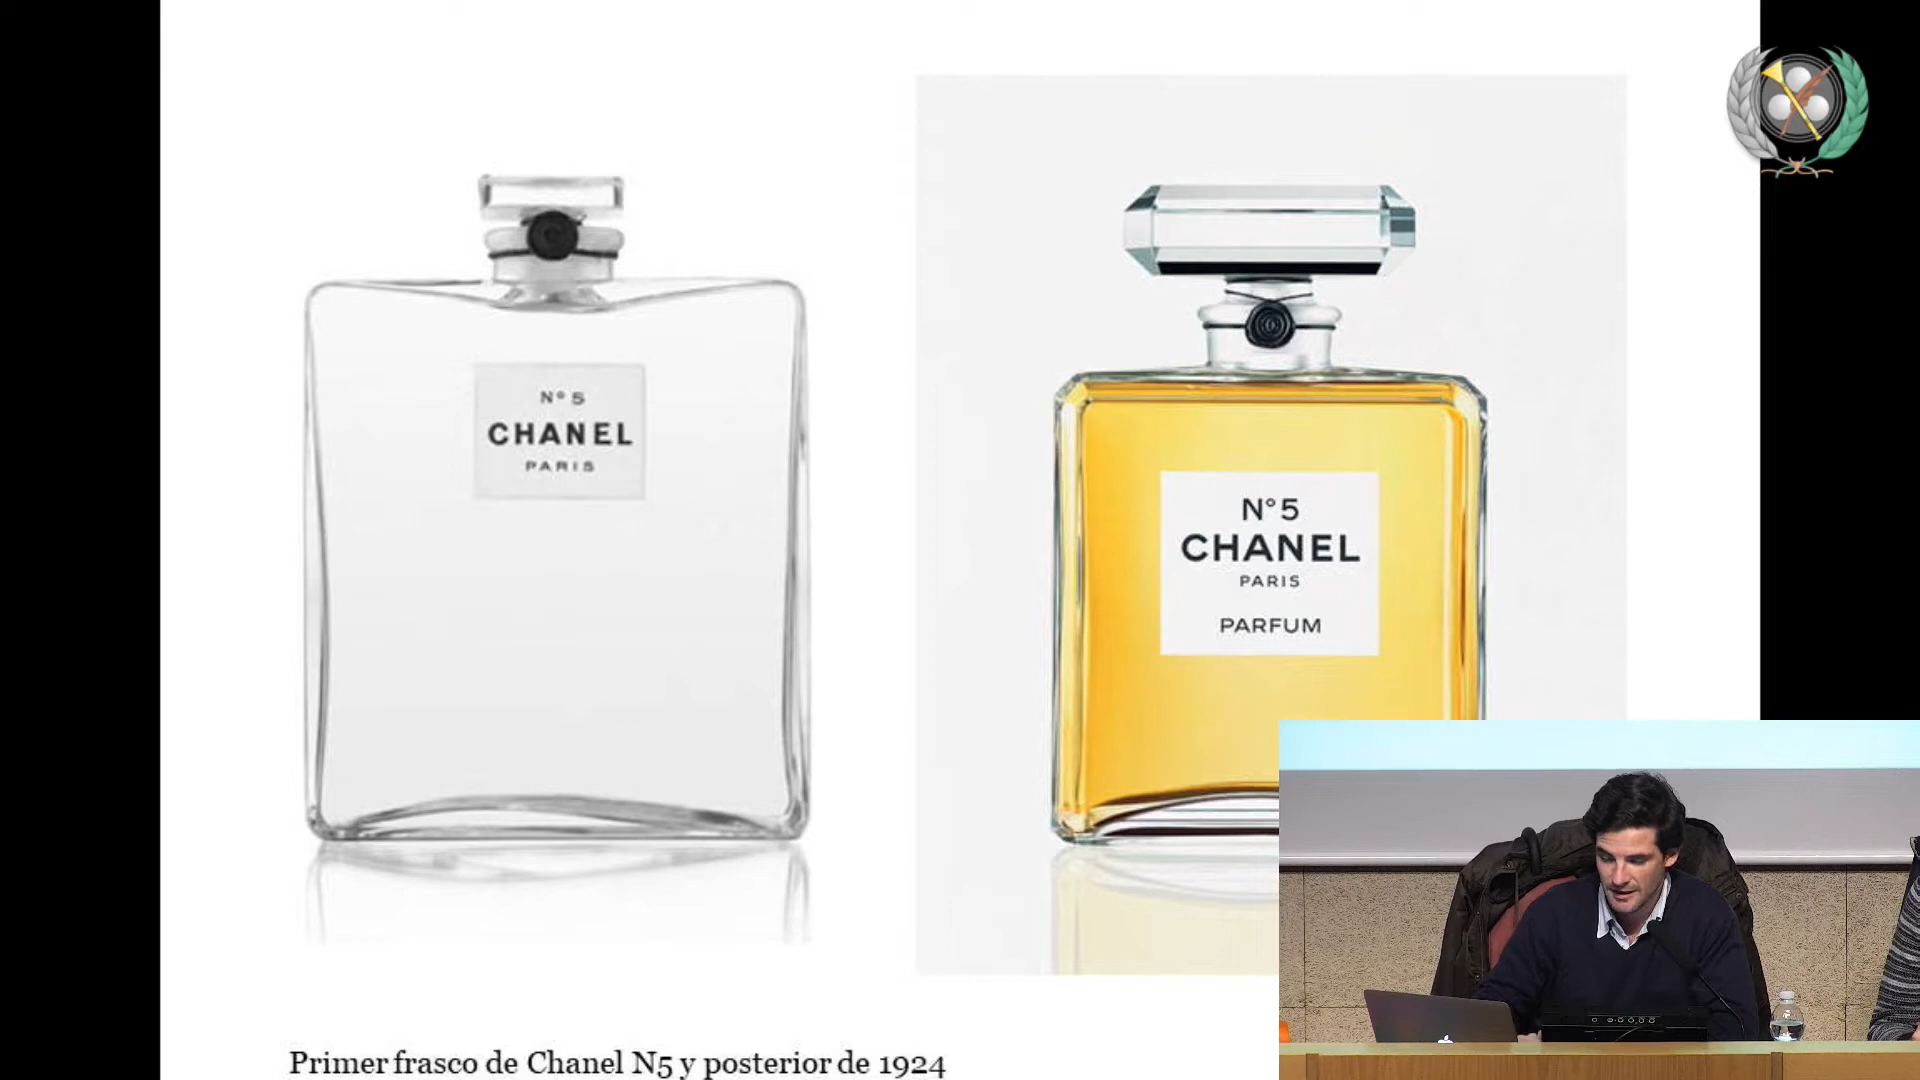 N° 5
CHANEL
PARIS
N°5
CHANEL
PARIS
PARFUM
Primer frasco de Chanel N5 y posterior de 1924